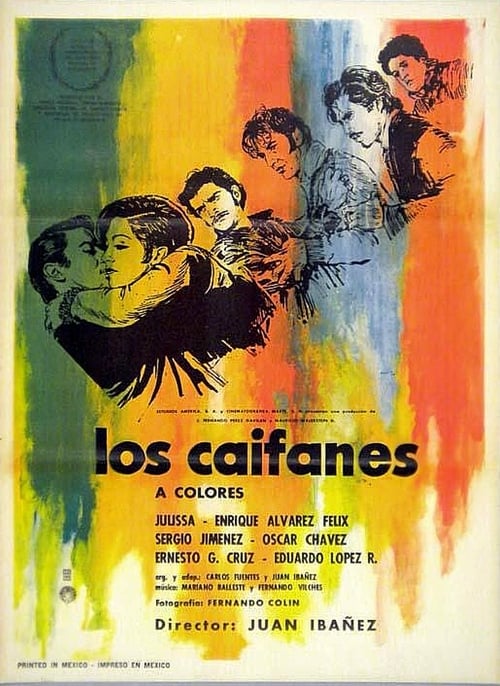 ESTUDIOS AMERICA, S. A. y CINEMATOGRAFICA MARTE, S. A. presentan una producción de
J. FERNANDO PEREZ GAVILAN y MAURICIO WALERSTEIN D.
los caifanes
A COLORES
JULISSA - ENRIQUE ALVAREZ FELIX
SERGIO JIMENEZ - OSCAR CHAVEZ
ERNESTO G. CRUZ - EDUARDO LOPEZ R.
arg. y adap.: CARLOS FUENTES y JUAN IBAÑEZ
música: MARIANO BALLESTE y FERNANDO VILCHES
Fotografía: FERNANDO COLIN
Director: JUAN IBAÑEZ
PRINTED IN MEXICO - IMPRESO EN MEXICO